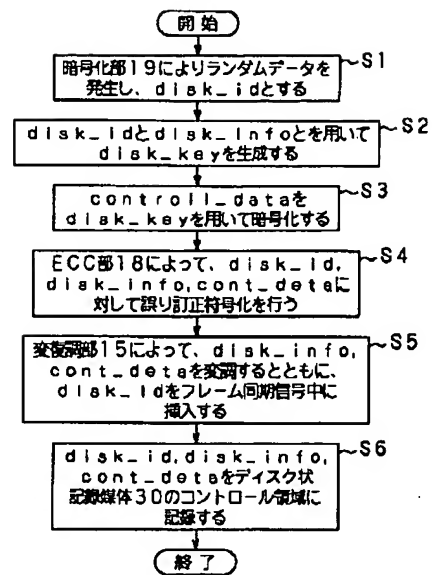 開始
S1
暗号化部19によりランダムデータを
発生し、disk_idとする
S2
disk_idとdisk_infoとを用いて
disk_keyを生成する
S3
controll_dataを
disk_keyを用いて暗号化する
S4
ECC部18によって、disk_id,
disk_info,cont_detaに
対して誤り訂正符号化を行う
S5
変復調部15によって、disk_info,
cont_detaを変調するとともに、
disk_idをフレーム同期信号中に
挿入する
S6
disk_id,disk_info,
cont_detaをディスク状
記録媒体30のコントロール領域に
記録する
終了